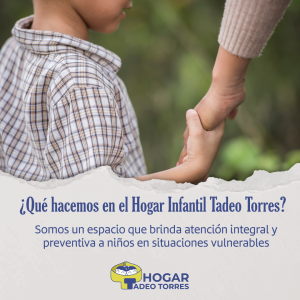 ¿Qué hacemos en el Hogar Infantil Tadeo Torres?
Somos un espacio que brinda atención integral y
preventiva a niños en situaciones vulnerables
HOGAR
TADEO TORRES